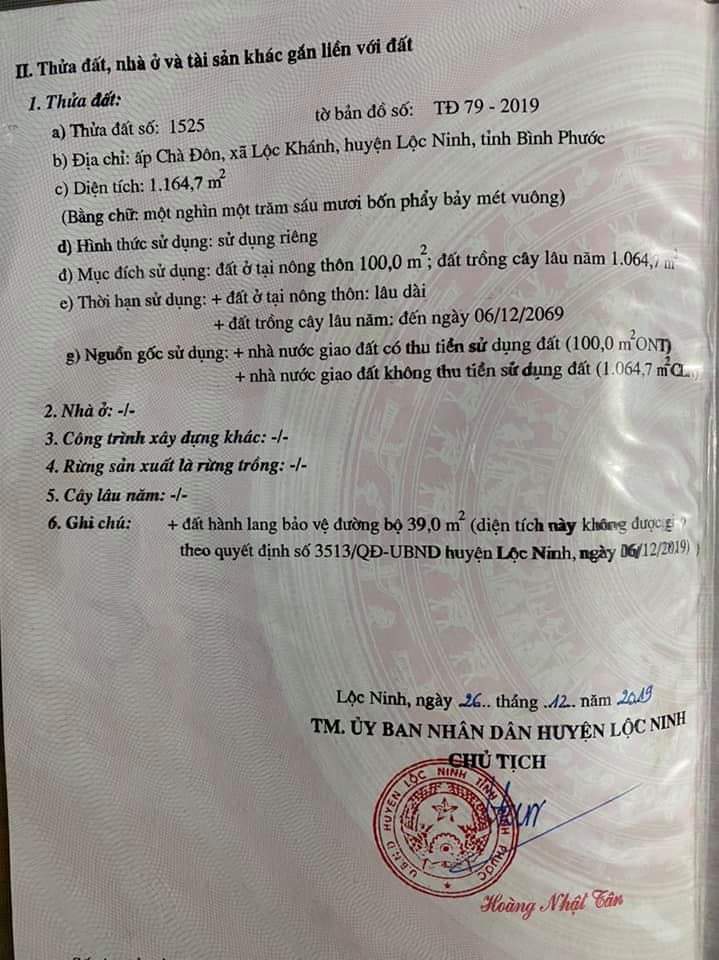 II. Thửa đất, nhà ở và tài sản khác gắn liền với đất
1. Thửa đất:
a) Thửa đất số: 1525 tờ bản đồ số: TĐ 79 - 2019
b) Địa chỉ: ấp Chà Đôn, xã Lộc Khánh, huyện Lộc Ninh, tỉnh Bình Phước
c) Diện tích: 1.164,7 m²
(Bằng chữ: một nghìn một trăm sáu mươi bốn phẩy bảy mét vuông)
d) Hình thức sử dụng: sử dụng riêng
đ) Mục đích sử dụng: đất ở tại nông thôn 100,0 m²; đất trồng cây lâu năm 1.064,7 m²
e) Thời hạn sử dụng: + đất ở tại nông thôn: lâu dài
+ đất trồng cây lâu năm: đến ngày 06/12/2069
g) Nguồn gốc sử dụng: + nhà nước giao đất có thu tiền sử dụng đất (100,0 m²ONT)
+ nhà nước giao đất không thu tiền sử dụng đất (1.064,7 m²
2. Nhà ở: -/-
3. Công trình xây dựng khác: -/-
4. Rừng sản xuất là rừng trồng: -/-
5. Cây lâu năm: -/-
6. Ghi chú: + đất hành lang bảo vệ đường bộ 39,0 m² (diện tích này không được
theo quyết định số 3513/QĐ-UBND huyện Lộc Ninh, ngày 06/12/2019)
Lộc Ninh, ngày 26.. tháng .12.. năm 2019
TM. ỦY BAN NHÂN DÂN HUYỆN LỘC NINH
CHỦ TỊCH
U.B.N.D HUYỆN LỘC NINH TỈNH BÌNH PHƯỚC
Hoàng Nhật Tân